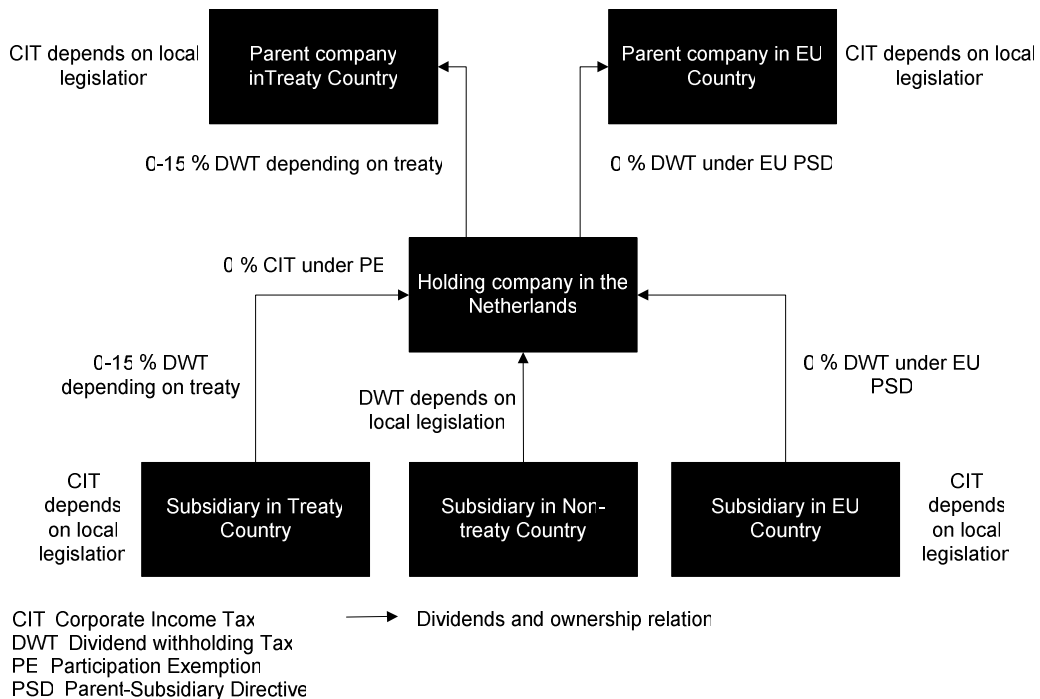 CIT depends on local
legislation
Parent company
inTreaty Country
Parent company in EU
Country
CIT depends on local
legislation
0-15 % DWT depending on treaty
0 % DWT under EU PSD
0 % CIT under PE
Holding company in the
Netherlands
0-15 % DWT
depending on treaty
DWT depends on
local legislation
0 % DWT under EU
PSD
CIT
depends
on local
legislation
Subsidiary in Treaty
Country
Subsidiary in Non-
treaty Country
Subsidiary in EU
Country
CIT
depends
on local
legislation
CIT Corporate Income Tax
Dividends and ownership relation
DWT Dividend withholding Tax
PE Participation Exemption
PSD Parent-Subsidiary Directive